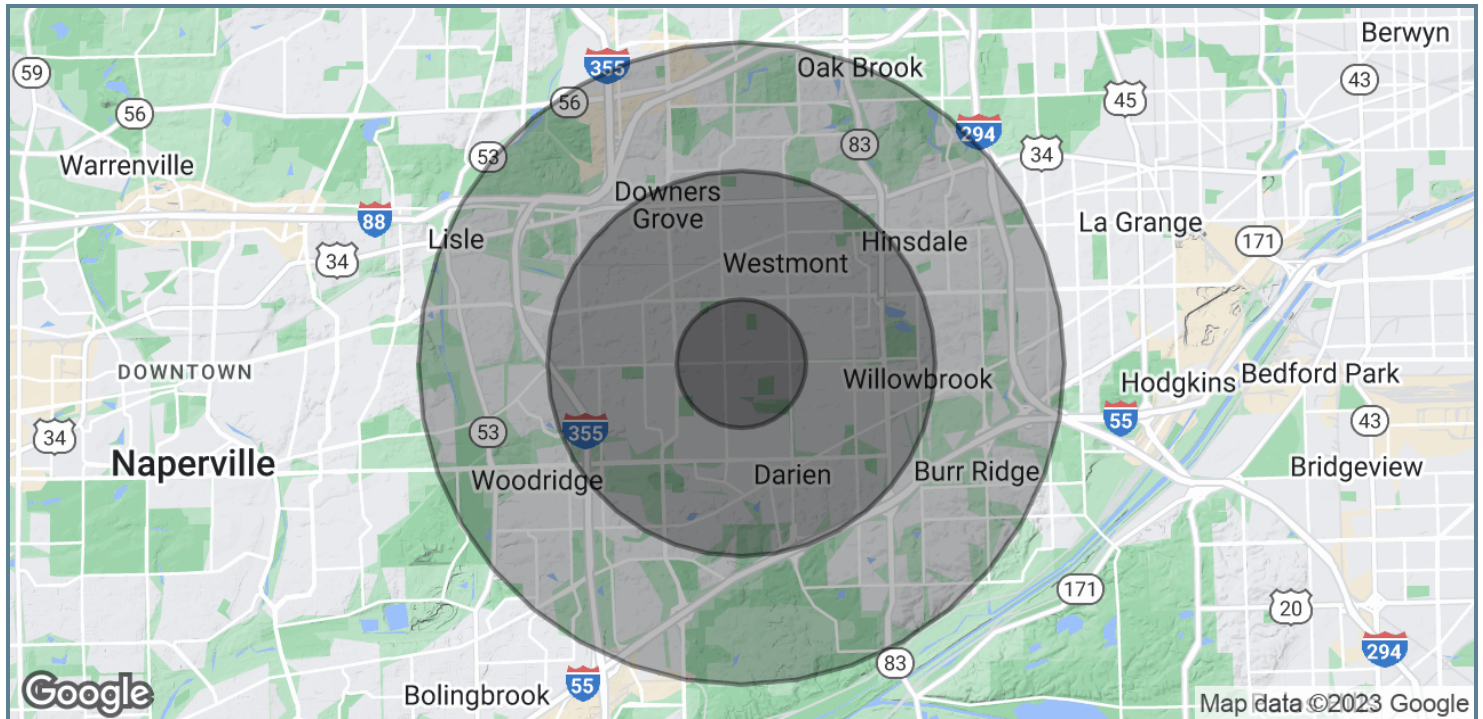 Berwyn
Oak Brook
59
355
43
56
45
56
294
83
34
53
Warrenville
Downers
Grove
88
La Grange
171
Lisle
Hinsdale
34
Westmont
DOWNTOWN
Willowbrook
Hodgkins
Bedford Park
55
43
34
53
355
Naperville
Woodridge
Darien
Burr Ridge
Bridgeview
171
20
294
83
55
Bolingbrook
Google
Map data ©2023 Google